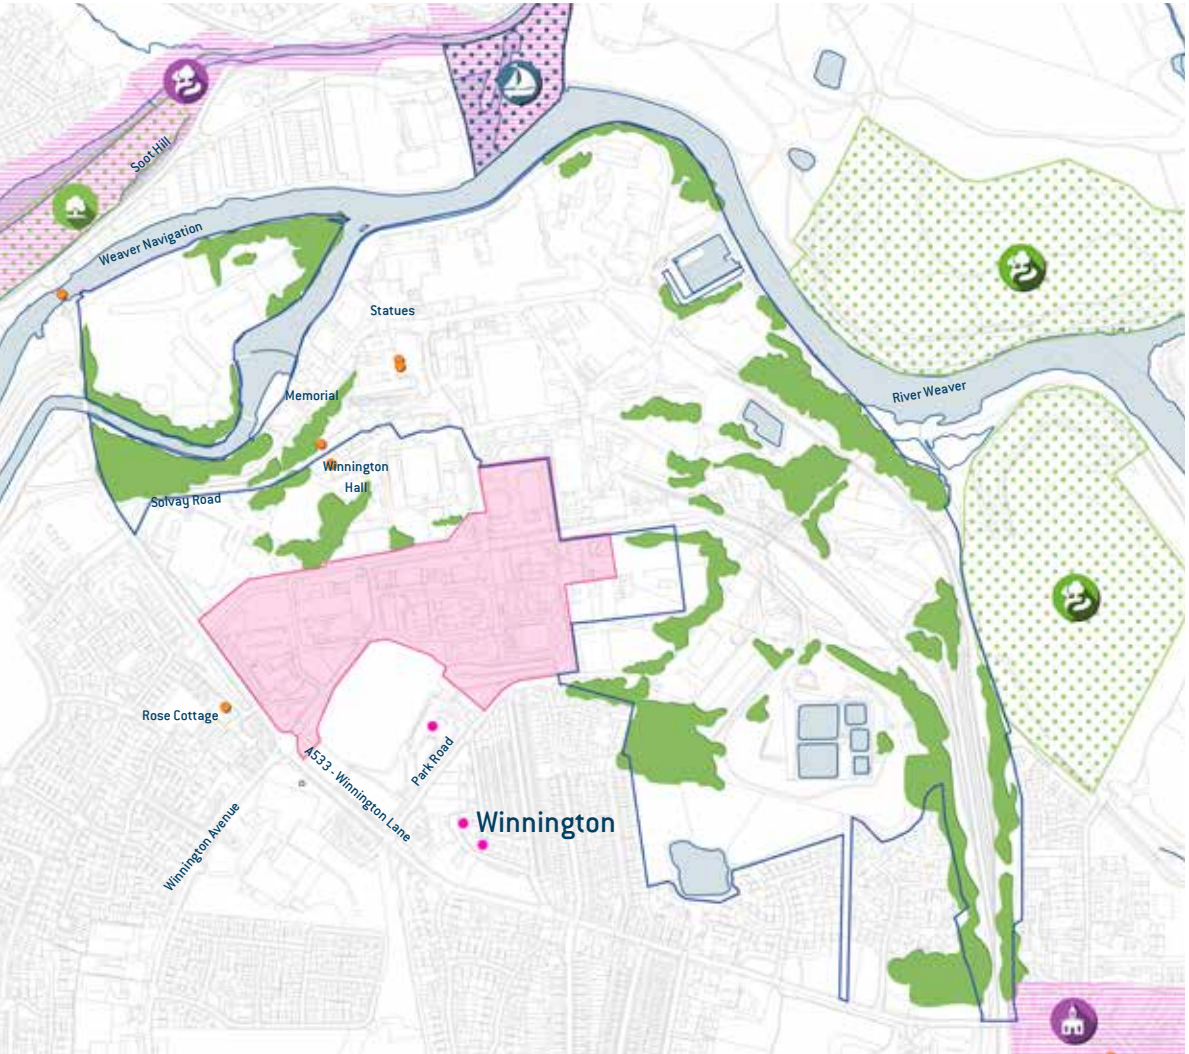 Soot Hill
Weaver Navigation
Statues
River Weaver
Memorial
Winnington
Hall
Solvay Road
Rose Cottage
A533 - Winnington Lane
Park Road
Winnington
Winnington Avenue